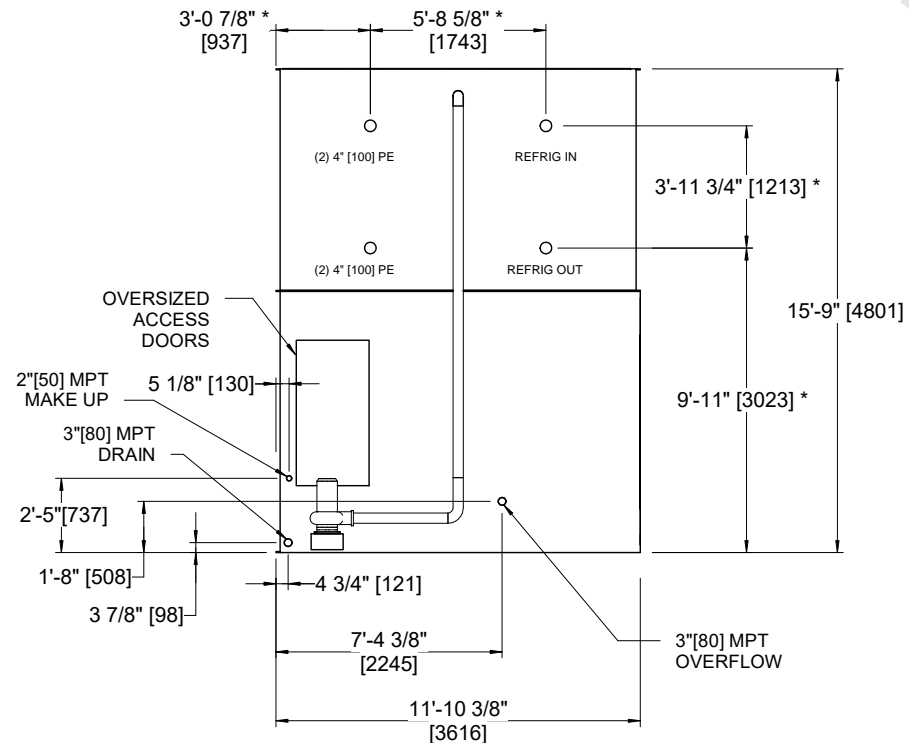 3'-0 7/8" *
[937]
5'-8 5/8" *
[1743]
(2) 4" [100] PE
REFRIG IN
3'-11 3/4" [1213] *
(2) 4" [100] PE
REFRIG OUT
OVERSIZED
ACCESS
DOORS
15'-9" [4801]
2"[50] MPT
MAKE UP
5 1/8" [130]
9'-11" [3023] *
3"[80] MPT
DRAIN
2'-5"[737]
1'-8" [508]
4 3/4" [121]
3 7/8" [98]
7'-4 3/8"
[2245]
3"[80] MPT
OVERFLOW
11'-10 3/8"
[3616]